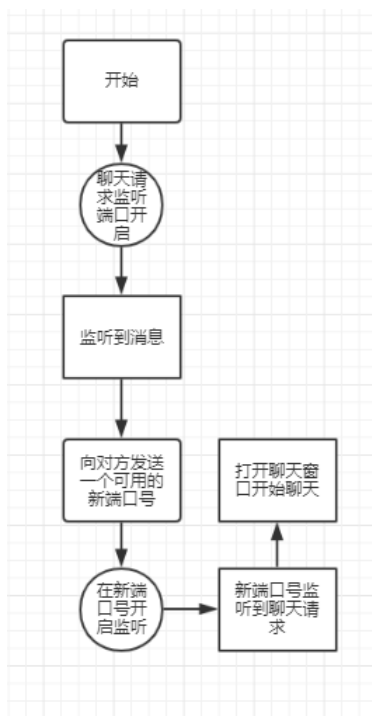 开始
聊天请
求监听
端口开
启
监听到消息
向对方发送
一个可用的
新端口号
打开聊天窗
口开始聊天
在新端
口号开
启监听
新端口号监
听到聊天请
求